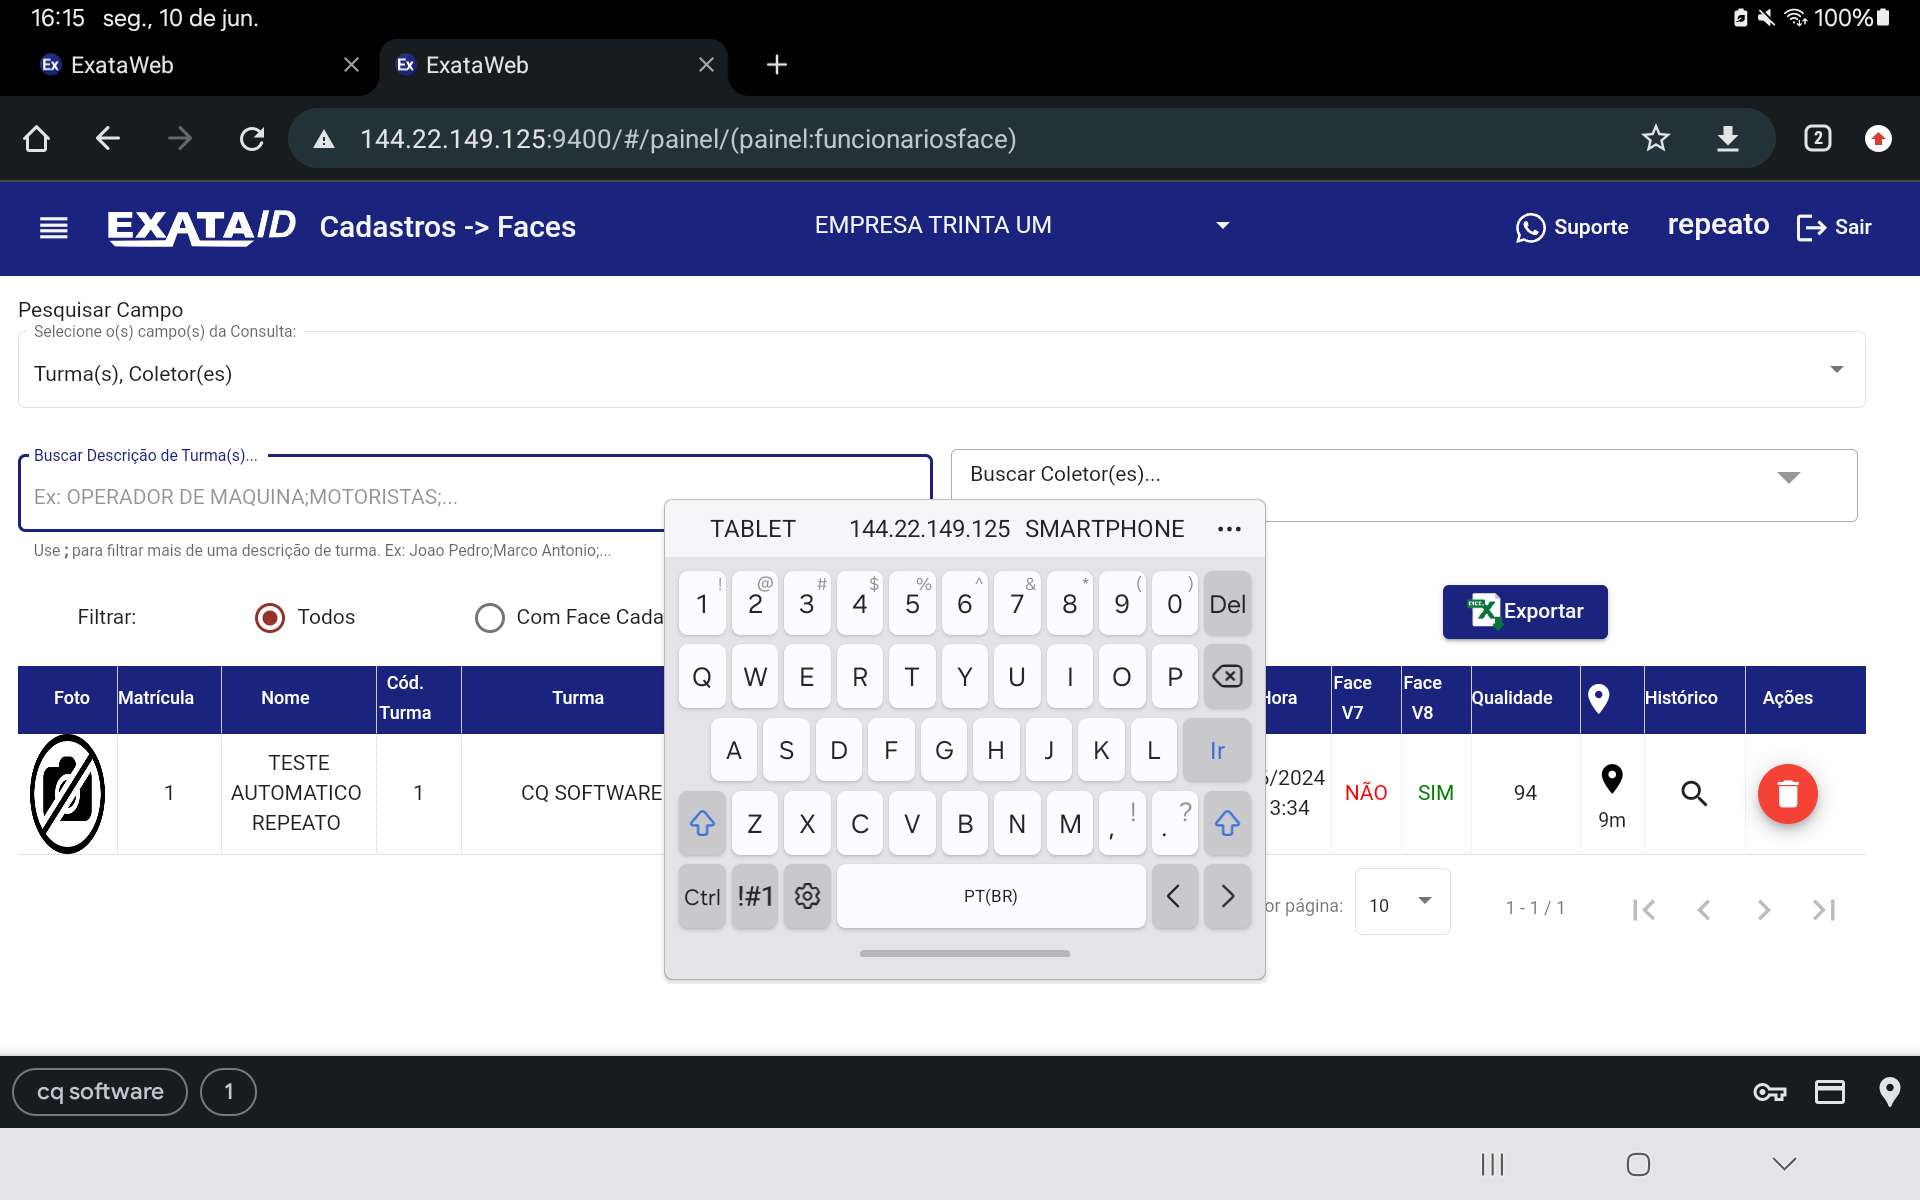 16:15 seg., 10 de jun.
100%
Ex ExataWeb
Ex ExataWeb
144.22.149.125:9400/#/painel/(painel:funcionariosface)
2
EXATA/D Cadastros -> Faces
EMPRESA TRINTA UM
Suporte
repeato
Sair
Pesquisar Campo
Selecione o(s) campo(s) da Consulta:
Turma(s), Coletor(es)
Buscar Descrição de Turma(s)...
Ex: OPERADOR DE MAQUINA;MOTORISTAS;...
Buscar Coletor(es)...
Use ; para filtrar mais de uma descrição de turma. Ex: Joao Pedro;Marco Antonio;...
Filtrar:
Todos
Com Face Cada
Exportar
Foto Matrícula Nome Cód. Turma Turma Hora Face V7 Face V8 Qualidade Histórico Ações
1 TESTE AUTOMATICO REPEATO 1 CQ SOFTWARE /2024 3:34 NÃO SIM 94 9m
or página:
10
1 - 1 / 1
TABLET 144.22.149.125 SMARTPHONE ...
! @ # $ % ^ & * ( )
1 2 3 4 5 6 7 8 9 0 Del
Q W E R T Y U I O P
A S D F G H J K L Ir
Z X C V B N M , ! . ?
Ctrl !#1 PT(BR) < >
cq software
1